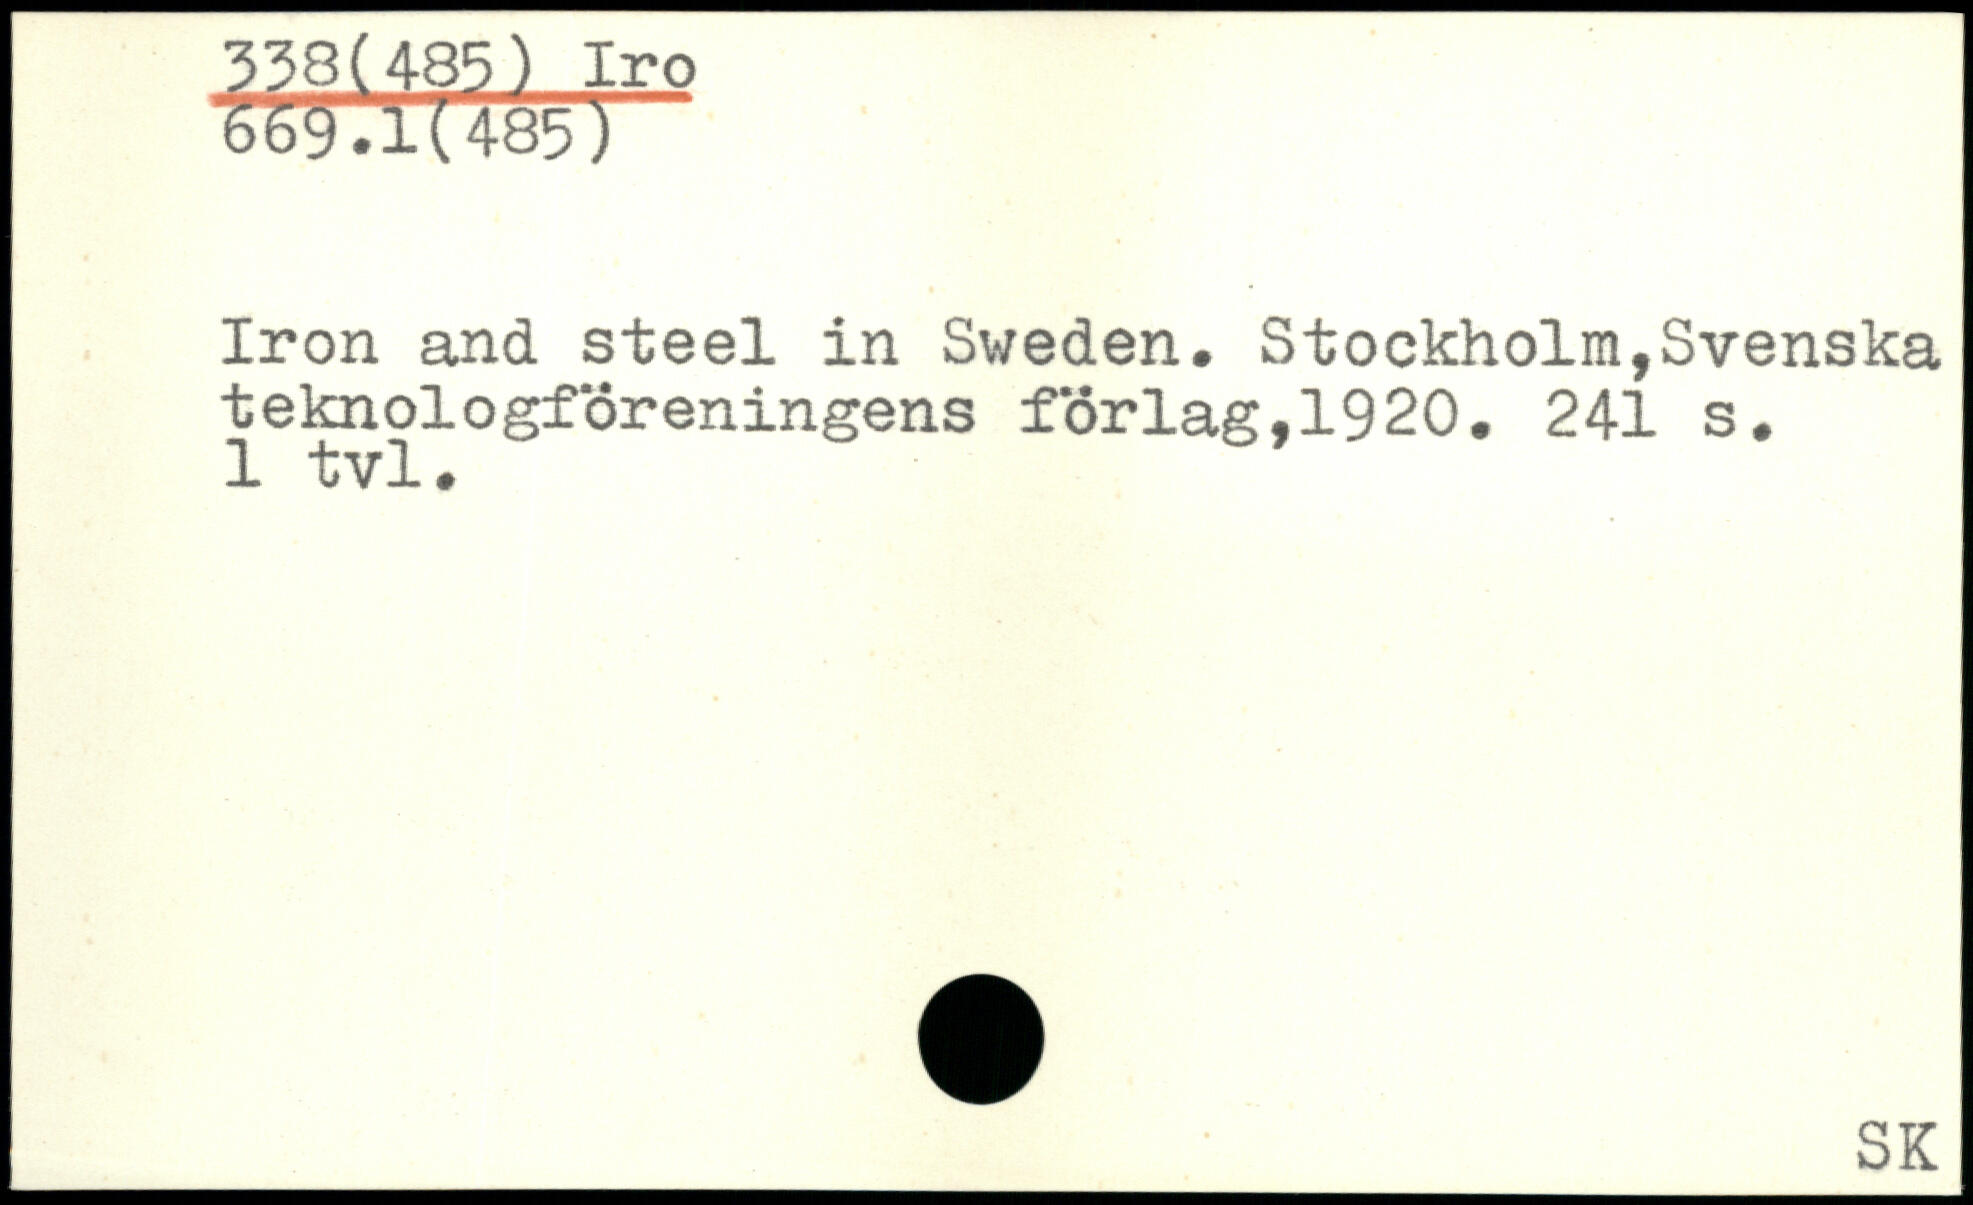 338(485) Iro
669.1(485)
Iron and steel in Sweden. Stockholm,Svenska
teknologföreningens förlag,1920. 241 s.
1 tvl.
SK